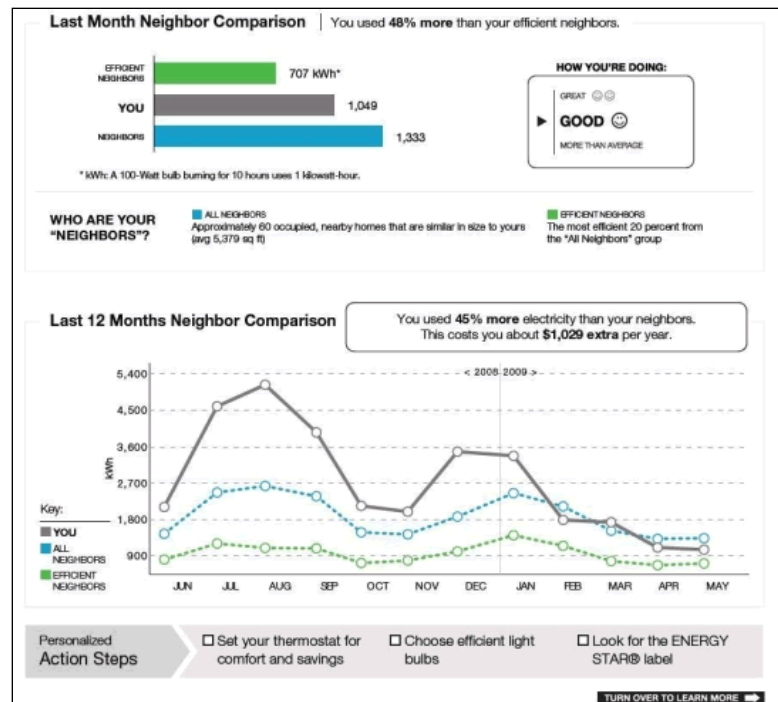 Last Month Neighbor Comparison | You used 48% more than your efficient neighbors.
EFFICIENT
NEIGHBORS
707 kWh*
YOU
1,049
NEIGHBORS
1,333
* kWh: A 100-Watt bulb burning for 10 hours uses 1 kilowatt-hour.
HOW YOU'RE DOING:
GREAT
GOOD
MORE THAN AVERAGE
WHO ARE YOUR
"NEIGHBORS"?
ALL NEIGHBORS
Approximately 60 occupied, nearby homes that are similar in size to yours
(avg 5,379 sq ft)
EFFICIENT NEIGHBORS
The most efficient 20 percent from
the "All Neighbors" group
Last 12 Months Neighbor Comparison
You used 45% more electricity than your neighbors.
This costs you about $1,029 extra per year.
< 2008 2009 >
5,400
4,500
3,600
2,700
1,800
900
kWh
Key:
YOU
ALL
NEIGHBORS
EFFICIENT
NEIGHBORS
JUN JUL AUG SEP OCT NOV DEC JAN FEB MAR APR MAY
Personalized
Action Steps
Set your thermostat for
comfort and savings
Choose efficient light
bulbs
Look for the ENERGY
STAR® label
TURN OVER TO LEARN MORE